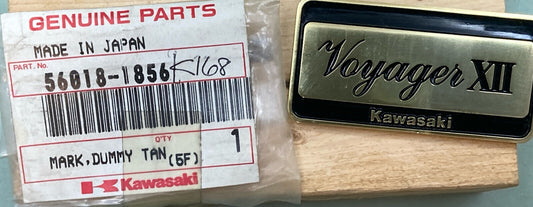 GENUINE PARTS
MADE IN JAPAN
PART. No.
56018-1856 K168
Q'TY
MARK, DUMMY TAN (5F) 1
Kawasaki
Voyager XII
Kawasaki